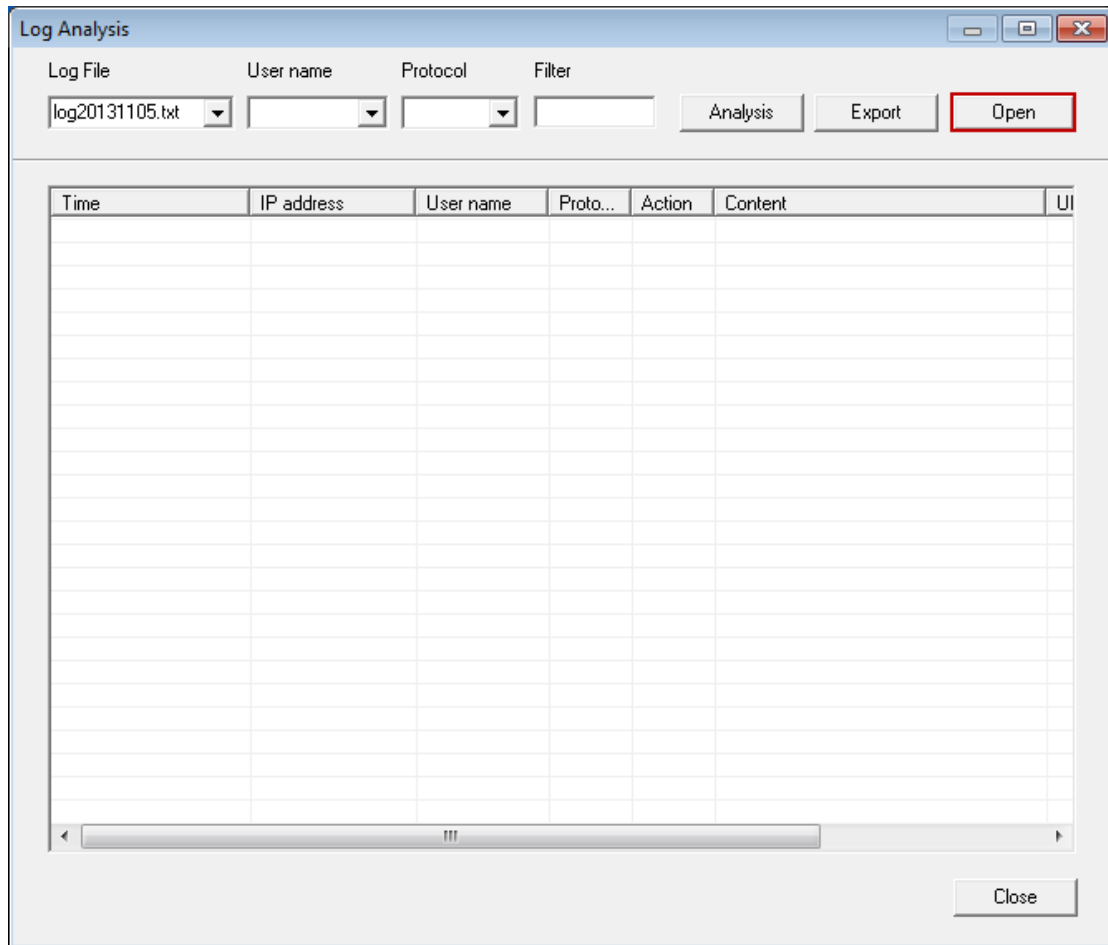 Log Analysis
Log File User name Protocol Filter
log20131105.txt Analysis Export Open
Time IP address User name Proto... Action Content
Close